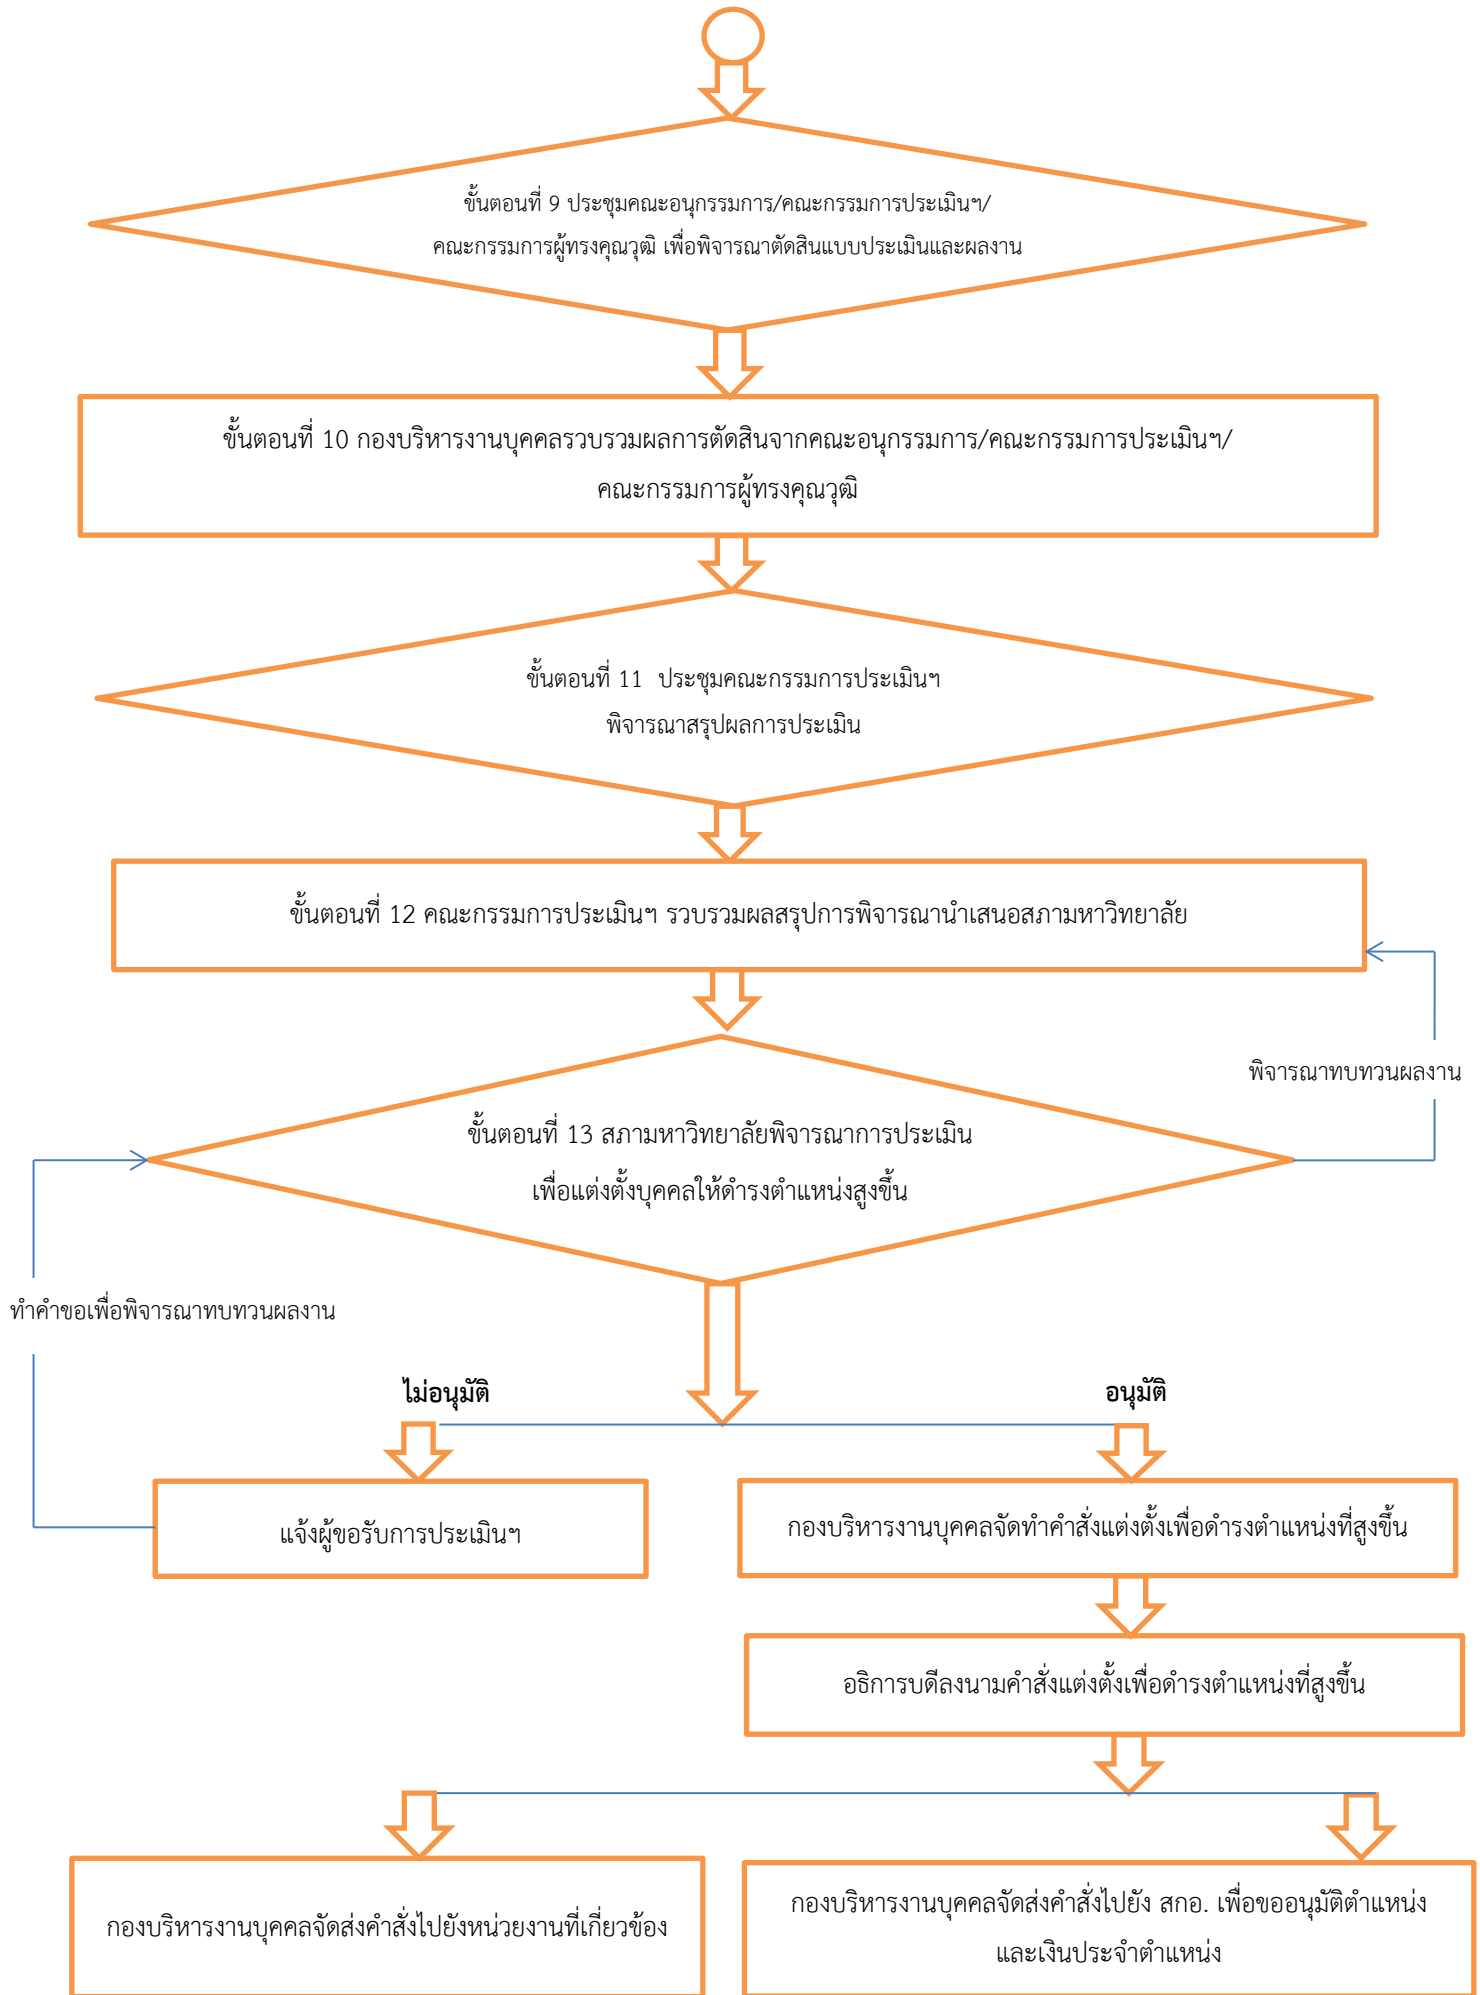 ขั้นตอนที่ 9 ประชุมคณะอนุกรรมการ/คณะกรรมการประเมินฯ/
คณะกรรมการผู้ทรงคุณวุฒิ เพื่อพิจารณาตัดสินแบบประเมินและผลงาน
ขั้นตอนที่ 10 กองบริหารงานบุคคลรวบรวมผลการตัดสินจากคณะอนุกรรมการ/คณะกรรมการประเมินฯ/
คณะกรรมการผู้ทรงคุณวุฒิ
ขั้นตอนที่ 11 ประชุมคณะกรรมการประเมินฯ
พิจารณาสรุปผลการประเมิน
ขั้นตอนที่ 12 คณะกรรมการประเมินฯ รวบรวมผลสรุปการพิจารณานำเสนอสภามหาวิทยาลัย
พิจารณาทบทวนผลงาน
ขั้นตอนที่ 13 สภามหาวิทยาลัยพิจารณาการประเมิน
เพื่อแต่งตั้งบุคคลให้ดำรงตำแหน่งสูงขึ้น
ทำคำขอเพื่อพิจารณาทบทวนผลงาน
ไม่อนุมัติ
อนุมัติ
แจ้งผู้ขอรับการประเมินฯ
กองบริหารงานบุคคลจัดทำคำสั่งแต่งตั้งเพื่อดำรงตำแหน่งที่สูงขึ้น
อธิการบดีลงนามคำสั่งแต่งตั้งเพื่อดำรงตำแหน่งที่สูงขึ้น
กองบริหารงานบุคคลจัดส่งคำสั่งไปยังหน่วยงานที่เกี่ยวข้อง
กองบริหารงานบุคคลจัดส่งคำสั่งไปยัง สกอ. เพื่อขออนุมัติตำแหน่ง
และเงินประจำตำแหน่ง